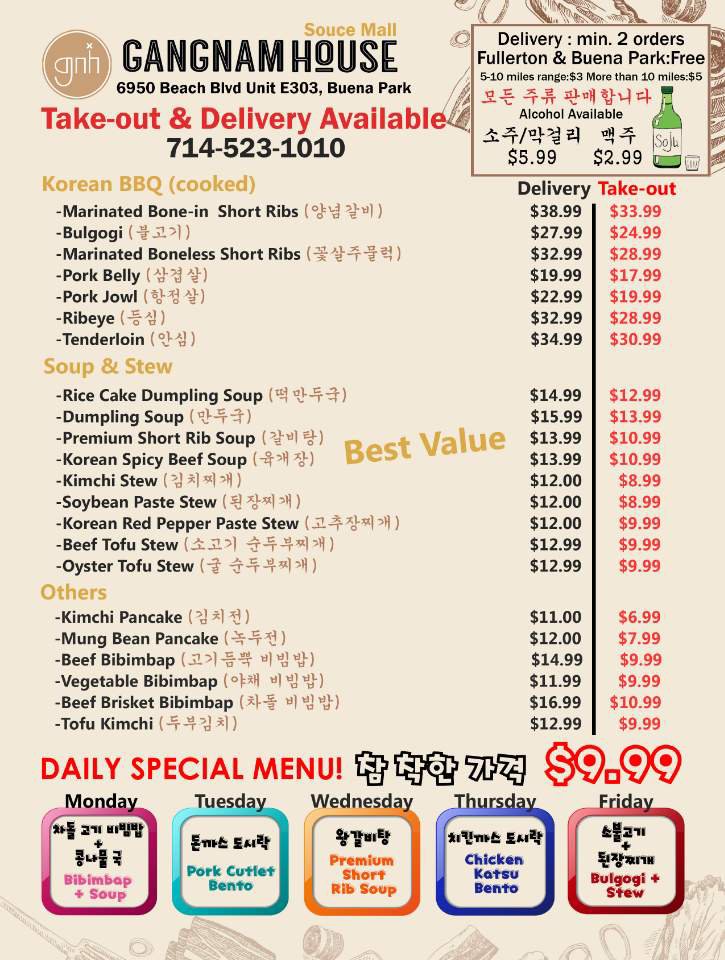 Souce Mall
gnh
GANGNAM HOUSE
6950 Beach Blvd Unit E303, Buena Park
Take-out & Delivery Available
714-523-1010
Delivery : min. 2 orders
Fullerton & Buena Park:Free
5-10 miles range:$3 More than 10 miles:$5
모든 주류 판매합니다
Alcohol Available
소주/막걸리 맥주
$5.99 $2.99
Soju
Korean BBQ (cooked) Delivery Take-out
-Marinated Bone-in Short Ribs (양념갈비) $38.99 $33.99
-Bulgogi (불고기) $27.99 $24.99
-Marinated Boneless Short Ribs (꽃살주물럭) $32.99 $28.99
-Pork Belly (삼겹살) $19.99 $17.99
-Pork Jowl (항정살) $22.99 $19.99
-Ribeye (등심) $32.99 $28.99
-Tenderloin (안심) $34.99 $30.99
Soup & Stew
-Rice Cake Dumpling Soup (떡만두국) $14.99 $12.99
-Dumpling Soup (만두국) $15.99 $13.99
-Premium Short Rib Soup (갈비탕) $13.99 $10.99
-Korean Spicy Beef Soup (육개장) $13.99 $10.99
Best Value
-Kimchi Stew (김치찌개) $12.00 $8.99
-Soybean Paste Stew (된장찌개) $12.00 $8.99
-Korean Red Pepper Paste Stew (고추장찌개) $12.00 $9.99
-Beef Tofu Stew (소고기 순두부찌개) $12.99 $9.99
-Oyster Tofu Stew (굴 순두부찌개) $12.99 $9.99
Others
-Kimchi Pancake (김치전) $11.00 $6.99
-Mung Bean Pancake (녹두전) $12.00 $7.99
-Beef Bibimbap (고기듬뿍 비빔밥) $14.99 $9.99
-Vegetable Bibimbap (야채 비빔밥) $11.99 $9.99
-Beef Brisket Bibimbap (차돌 비빔밥) $16.99 $10.99
-Tofu Kimchi (두부김치) $12.99 $9.99
DAILY SPECIAL MENU! 참 착한 가격 $9.99
Monday Tuesday Wednesday Thursday Friday
차돌 고기 비빔밥
+
콩나물 국
Bibimbap
+ Soup
돈까스 도시락
Pork Cutlet
Bento
왕갈비탕
Premium
Short
Rib Soup
치킨까스 도시락
Chicken
Katsu
Bento
소불고기
+
된장찌개
Bulgogi +
Stew